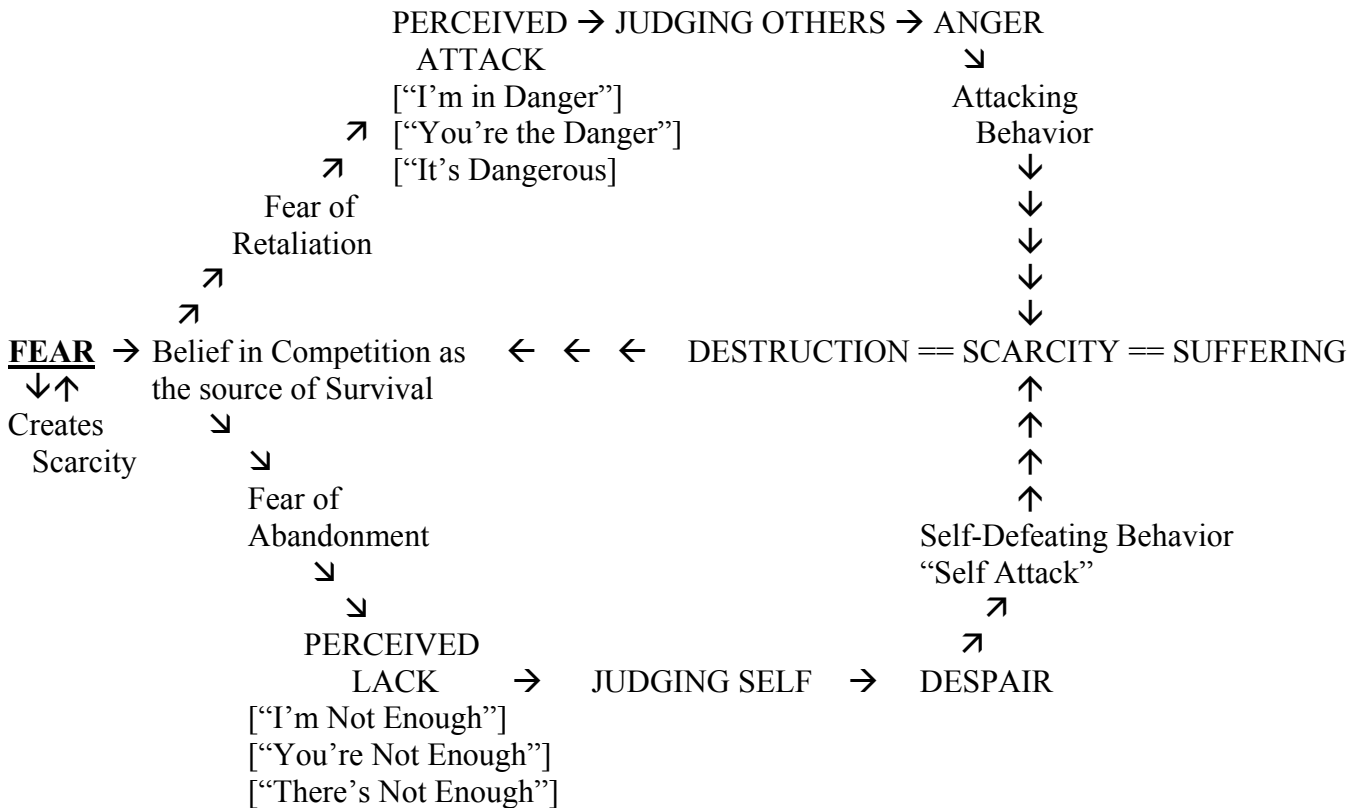 PERCEIVED → JUDGING OTHERS → ANGER
ATTACK ↘
[“I’m in Danger”] Attacking
↗ [“You’re the Danger”] Behavior
↗ [“It’s Dangerous] ↓
Fear of ↓
Retaliation ↓
↗ ↓
↗ ↓
FEAR → Belief in Competition as ← ← ← DESTRUCTION == SCARCITY == SUFFERING
↓↑ the source of Survival ↑
Creates ↘ ↑
Scarcity ↘ ↑
Fear of ↑
Abandonment Self-Defeating Behavior
↘ “Self Attack”
↘ ↗
PERCEIVED ↗
LACK → JUDGING SELF → DESPAIR
[“I’m Not Enough”]
[“You’re Not Enough”]
[“There’s Not Enough”]